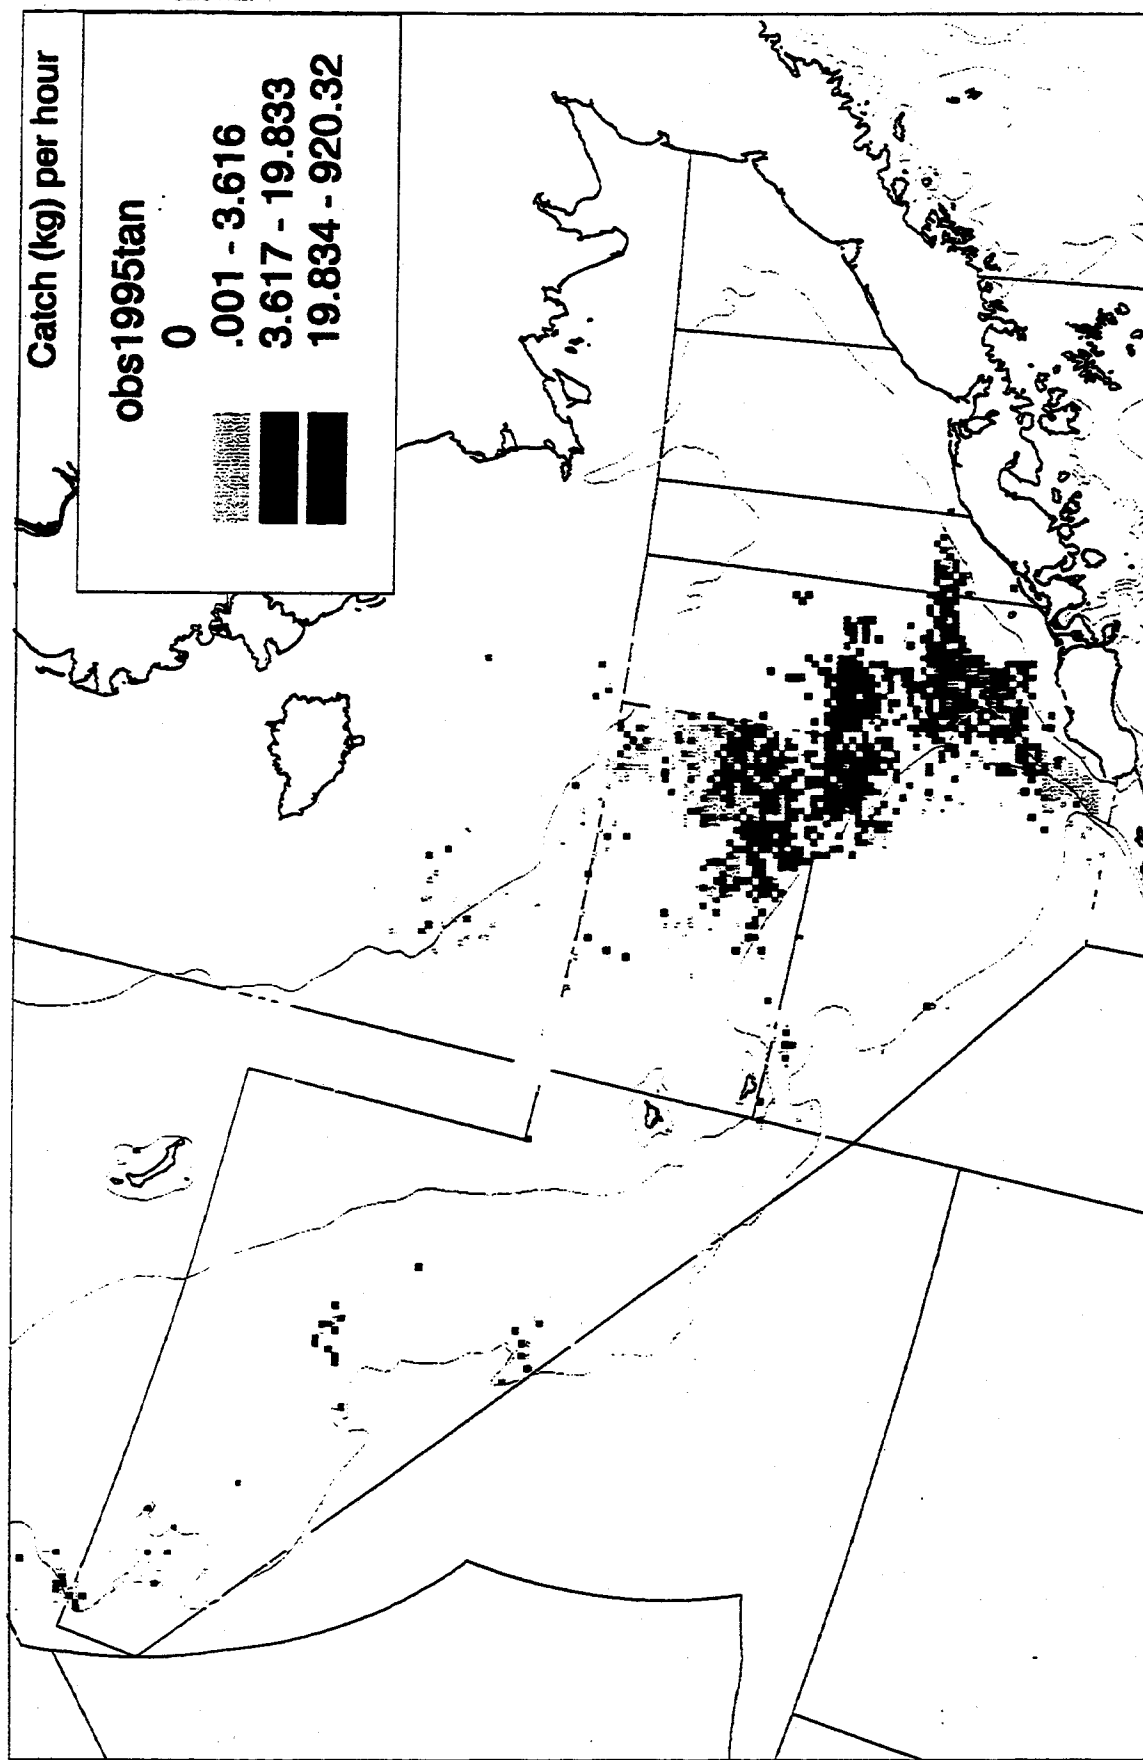 Catch (kg) per hour
obs1995tan
0
.001 - 3.616
3.617 - 19.833
19.834 - 920.32